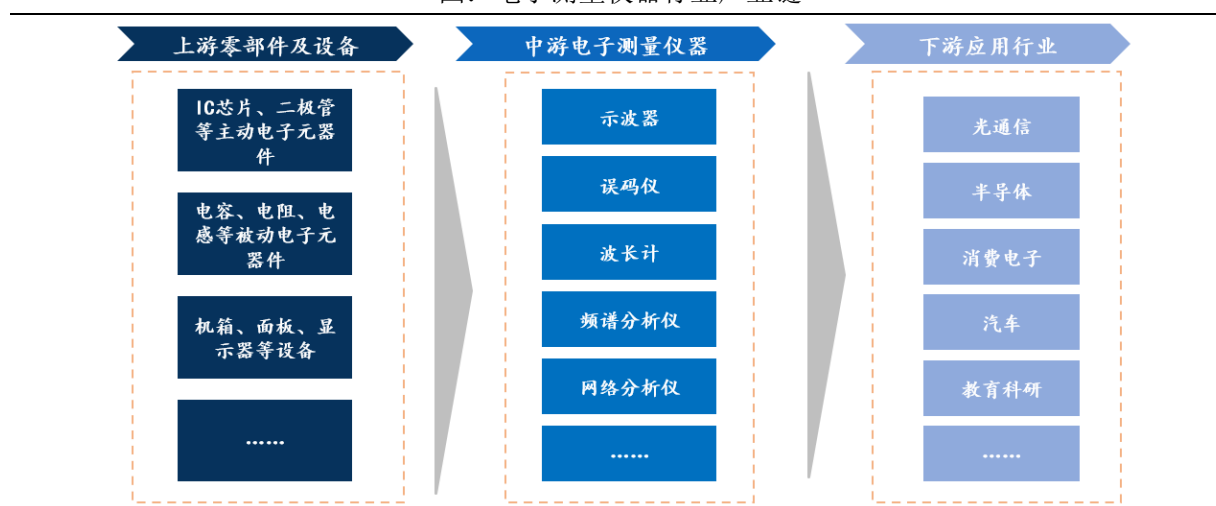 上游零部件及设备
中游电子测量仪器
下游应用行业
IC芯片、二极管
等主动电子元器
件
电容、电阻、电
感等被动电子元
器件
机箱、面板、显
示器等设备
……
示波器
误码仪
波长计
频谱分析仪
网络分析仪
……
光通信
半导体
消费电子
汽车
教育科研
……